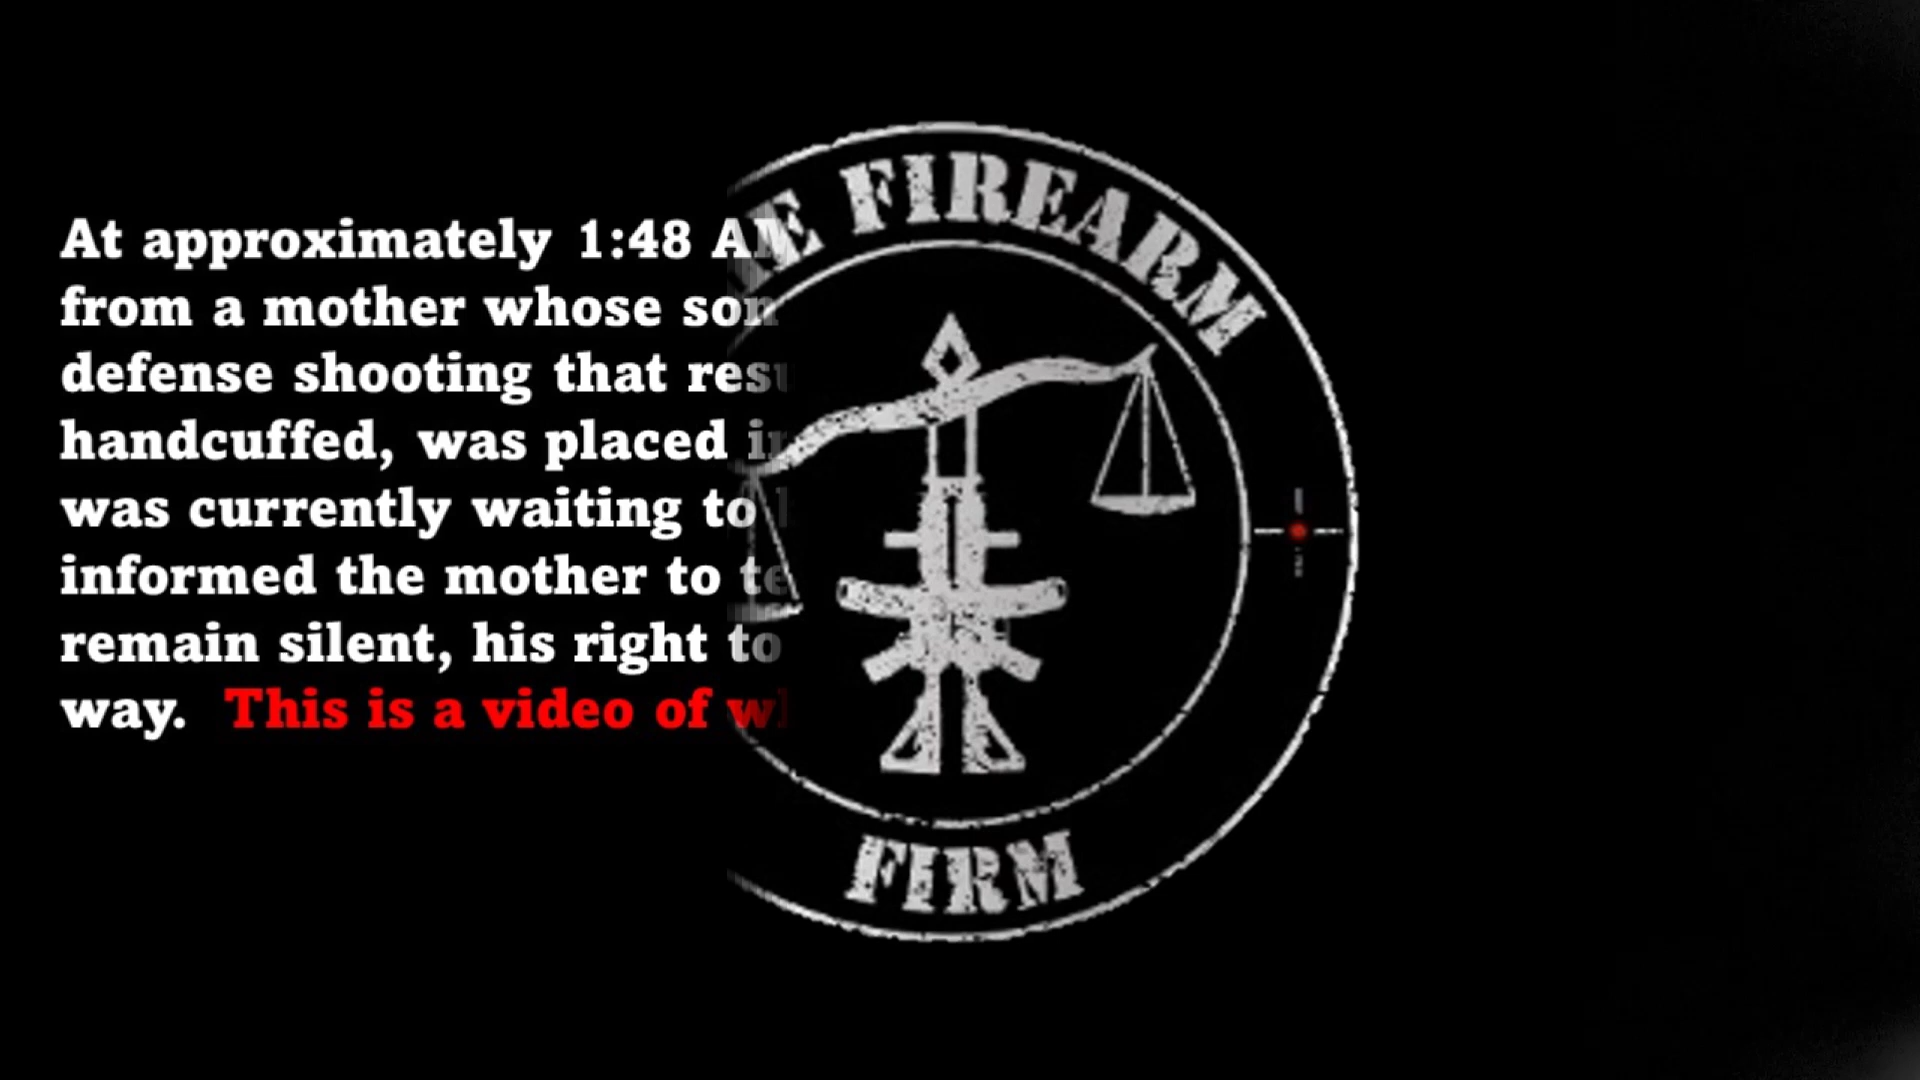 At approximately 1:48
from a mother whose
defense shooting that
handcuffed, was placed
was currently waiting to
informed the mother to
remain silent, his right to
way. This is a video of
FIREARM
FIRM